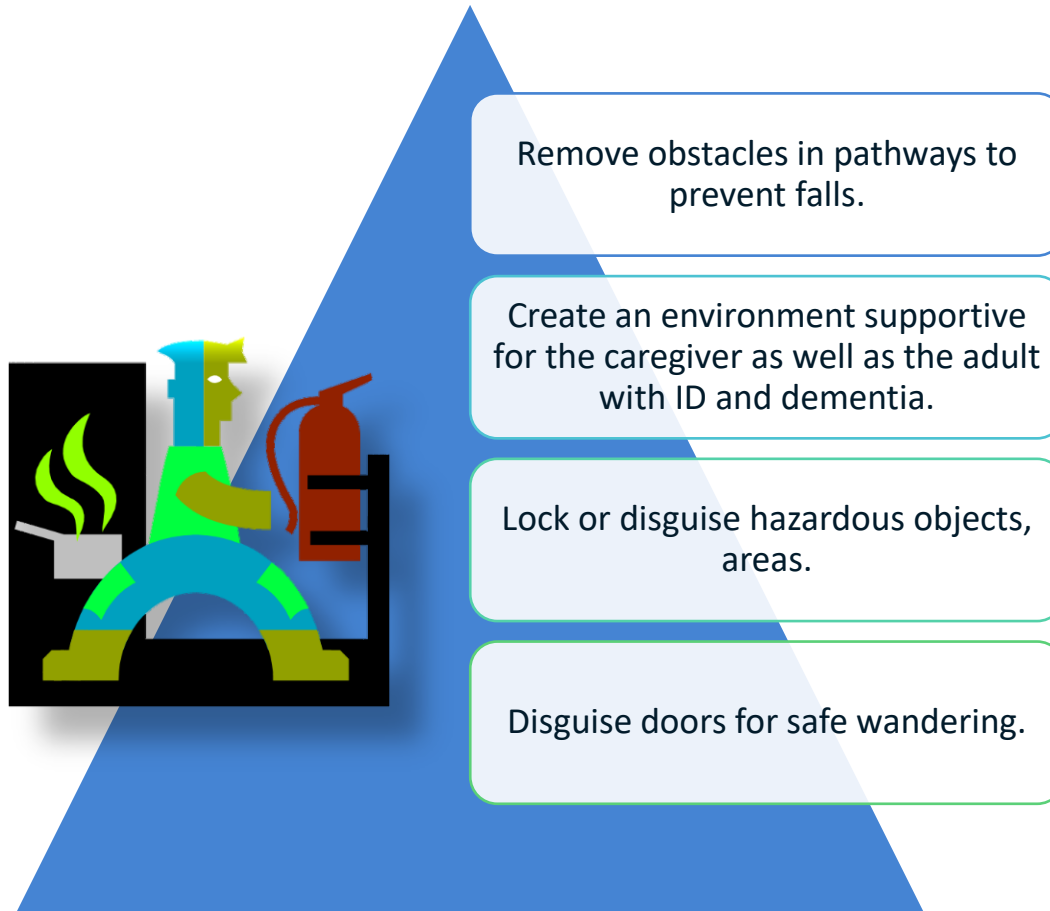 Remove obstacles in pathways to
prevent falls.
Create an environment supportive
for the caregiver as well as the adult
with ID and dementia.
Lock or disguise hazardous objects,
areas.
Disguise doors for safe wandering.